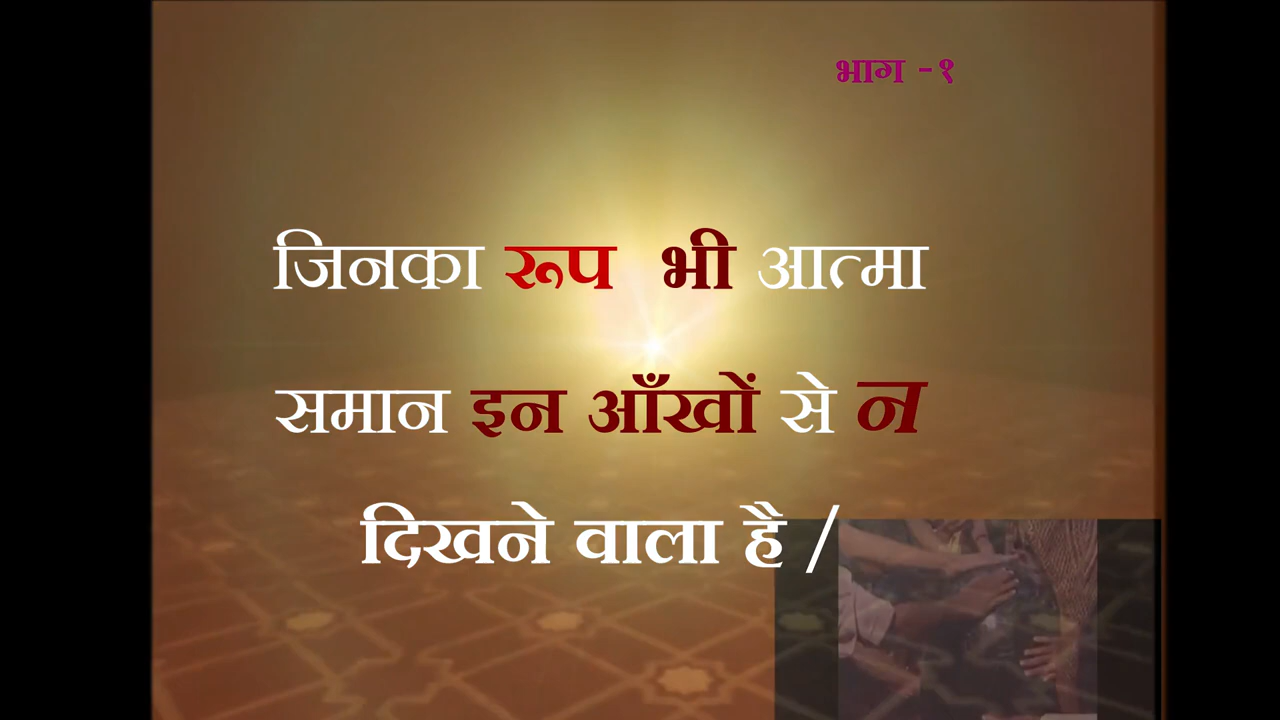 भाग -१
जिनका रूप भी आत्मा
समान इन आँखों से न
दिखने वाला है /